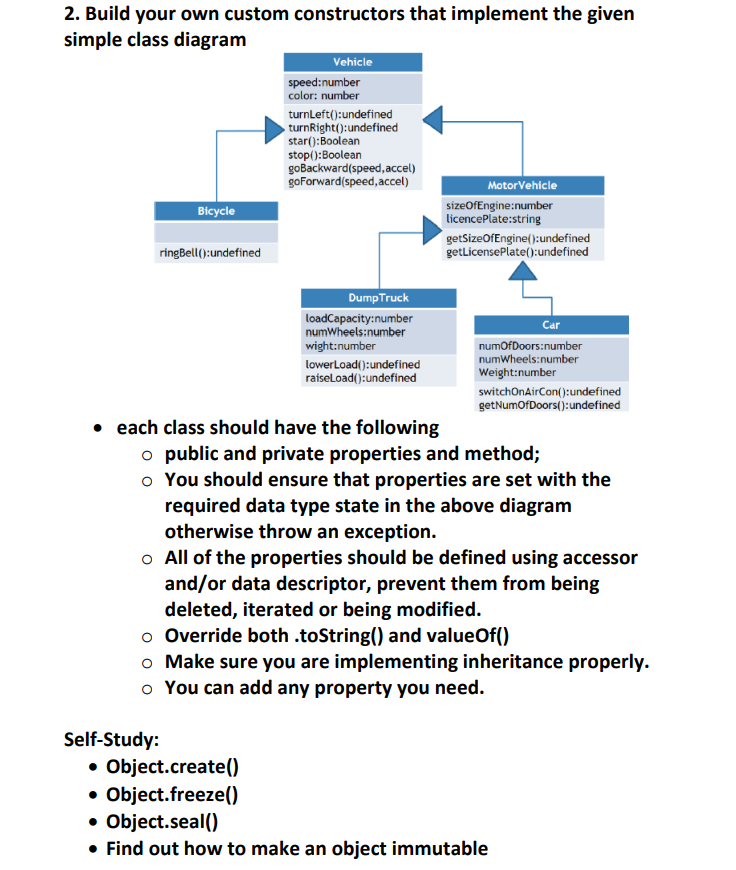 2. Build your own custom constructors that implement the given
simple class diagram
Vehicle
speed:number
color: number
turnLeft():undefined
turnRight():undefined
star():Boolean
stop():Boolean
goBackward(speed,accel)
goForward(speed,accel)
MotorVehicle
sizeOfEngine:number
licencePlate:string
getSizeOfEngine():undefined
getLicensePlate():undefined
Bicycle
ringBell():undefined
DumpTruck
loadCapacity:number
numWheels:number
wight:number
lowerLoad():undefined
raiseLoad():undefined
Car
numOfDoors:number
numWheels:number
Weight:number
switchOnAirCon():undefined
getNumOfDoors():undefined
• each class should have the following
o public and private properties and method;
o You should ensure that properties are set with the
required data type state in the above diagram
otherwise throw an exception.
o All of the properties should be defined using accessor
and/or data descriptor, prevent them from being
deleted, iterated or being modified.
o Override both .toString() and valueOf()
o Make sure you are implementing inheritance properly.
o You can add any property you need.
Self-Study:
• Object.create()
• Object.freeze()
• Object.seal()
• Find out how to make an object immutable